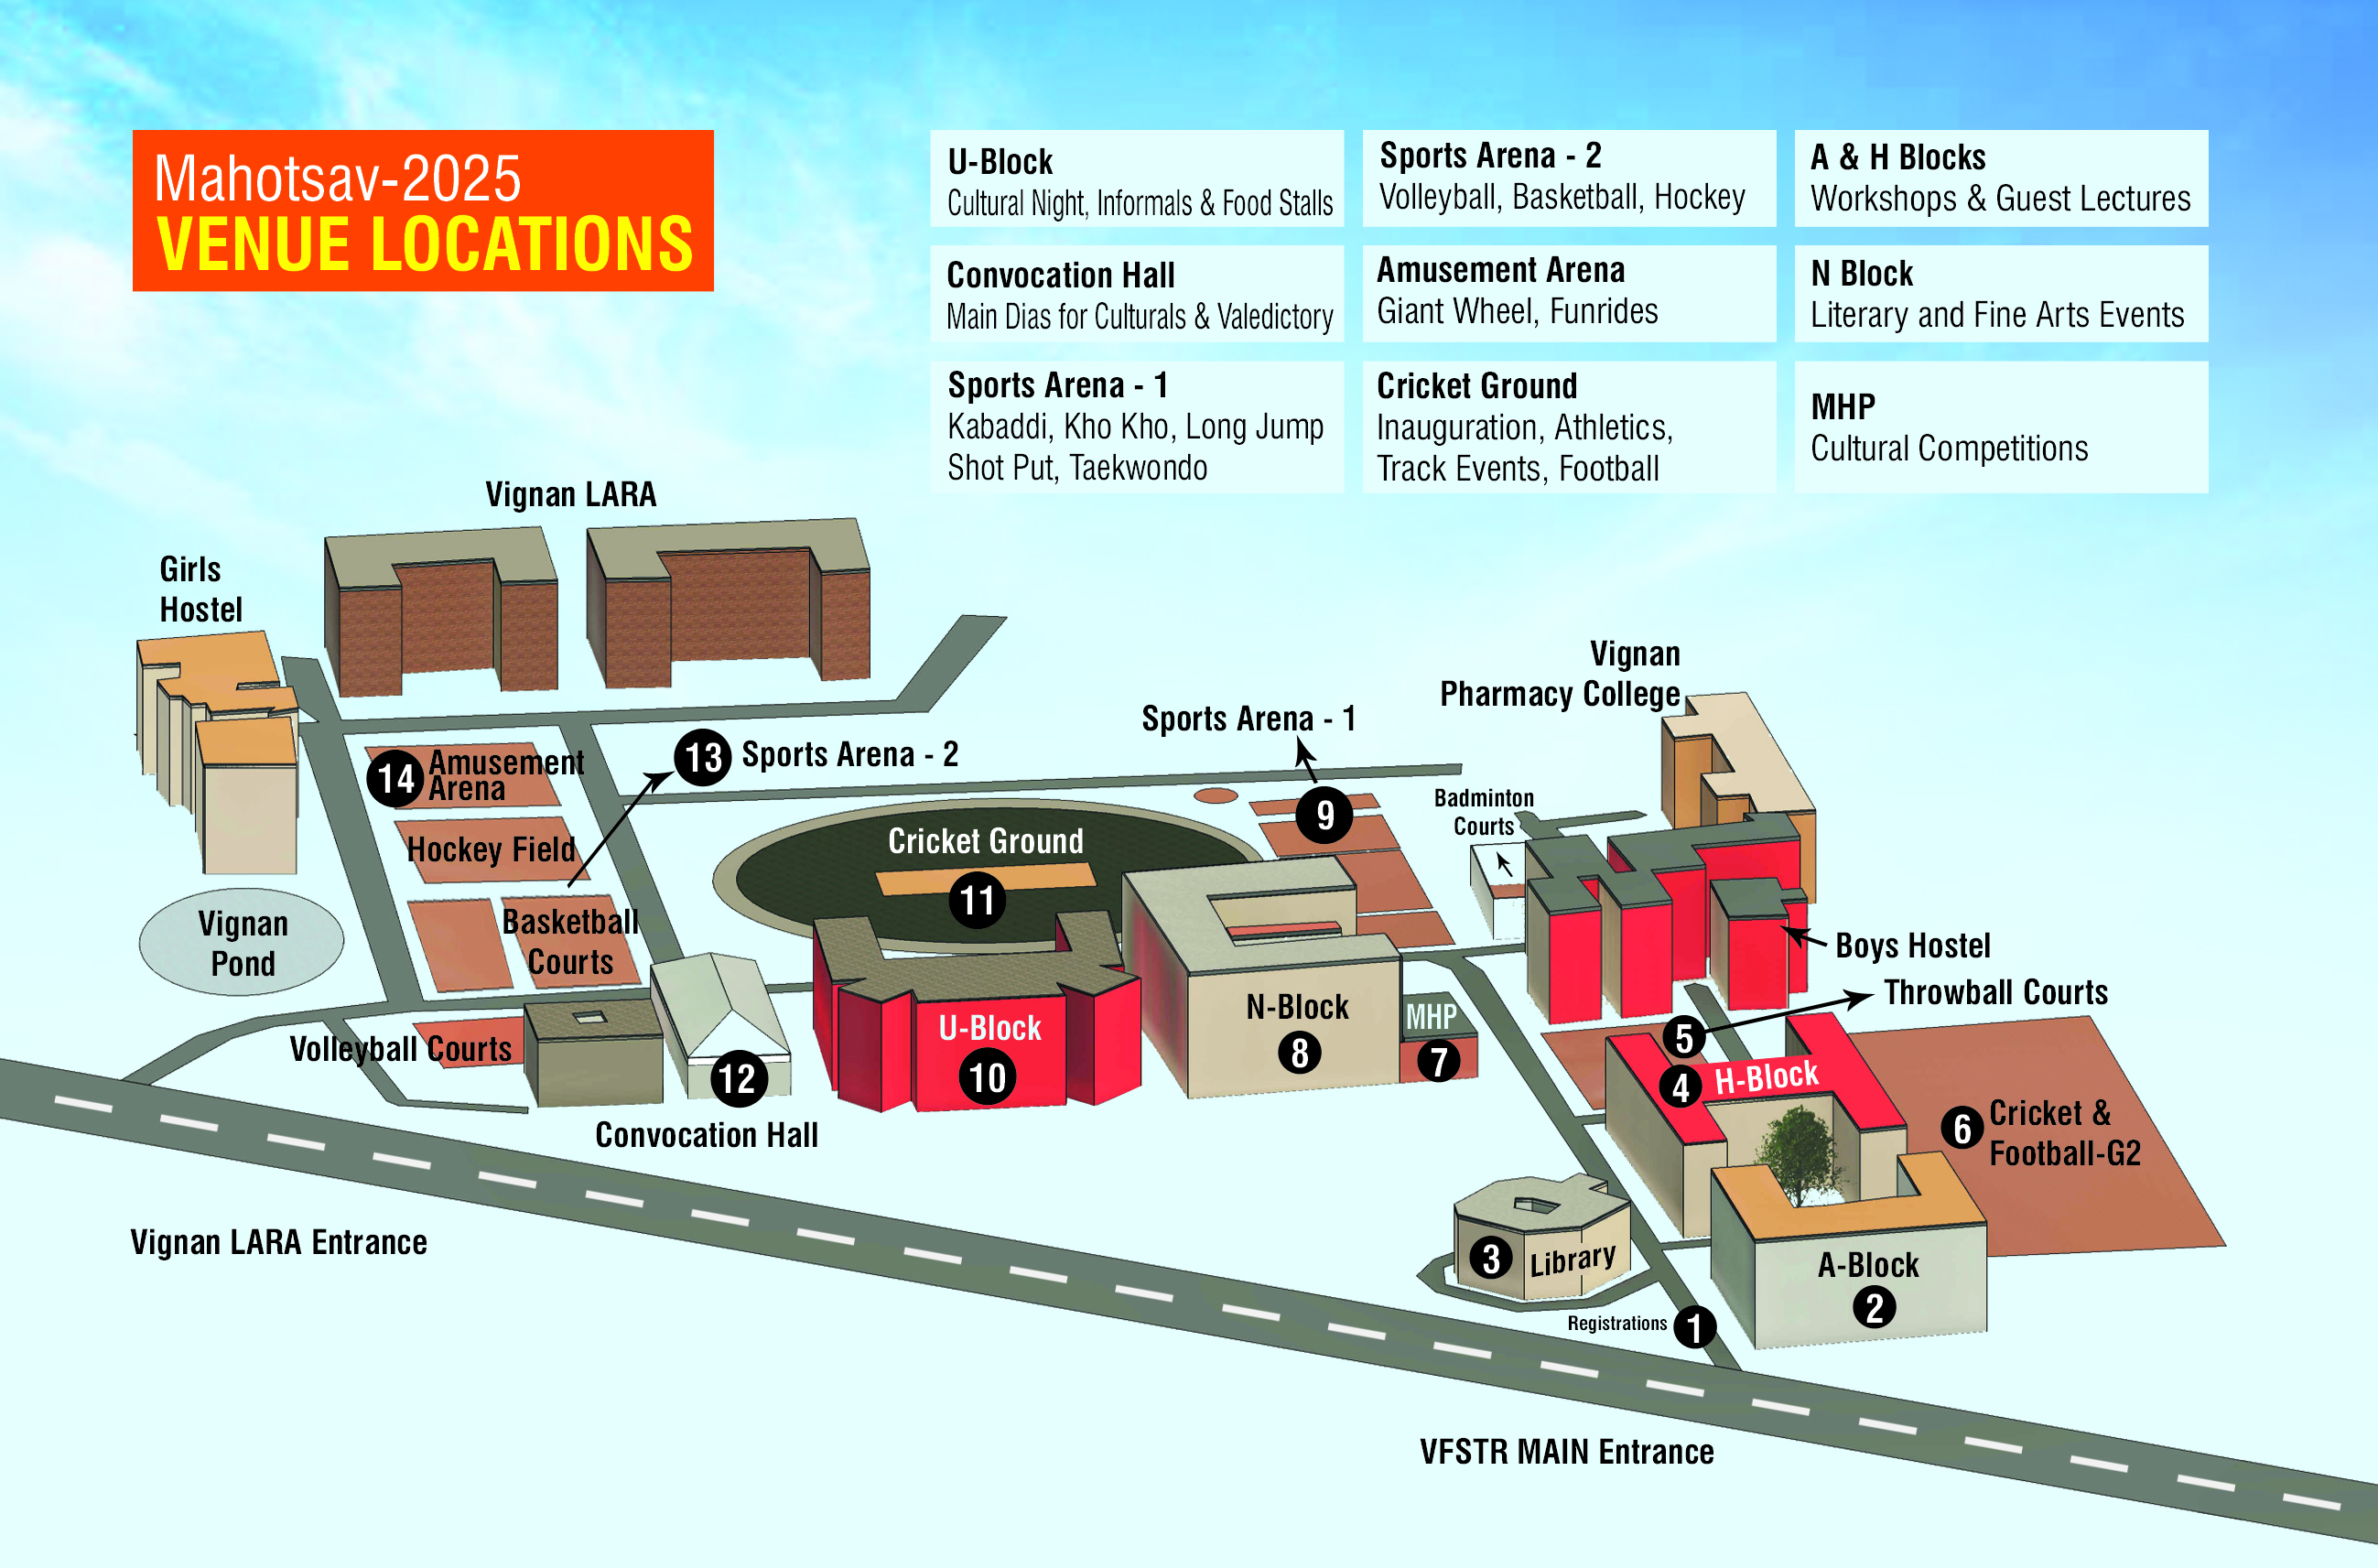 Mahotsav-2025
VENUE LOCATIONS
U-Block
Cultural Night, Informals & Food Stalls
Sports Arena - 2
Volleyball, Basketball, Hockey
A & H Blocks
Workshops & Guest Lectures
Convocation Hall
Main Dias for Culturals & Valedictory
Amusement Arena
Giant Wheel, Funrides
N Block
Literary and Fine Arts Events
Sports Arena - 1
Kabaddi, Kho Kho, Long Jump
Shot Put, Taekwondo
Cricket Ground
Inauguration, Athletics,
Track Events, Football
MHP
Cultural Competitions
Vignan LARA
Girls
Hostel
Vignan
Pharmacy College
Sports Arena - 1
13 Sports Arena - 2
14 Amusement
Arena
9
Badminton
Courts
Hockey Field
Cricket Ground
11
Vignan
Pond
Basketball
Courts
Boys Hostel
Throwball Courts
Volleyball Courts
U-Block
10
N-Block
8
MHP
7
5
4 H-Block
12
Convocation Hall
6 Cricket &
Football-G2
Vignan LARA Entrance
3 Library
A-Block
2
Registrations 1
VFSTR MAIN Entrance